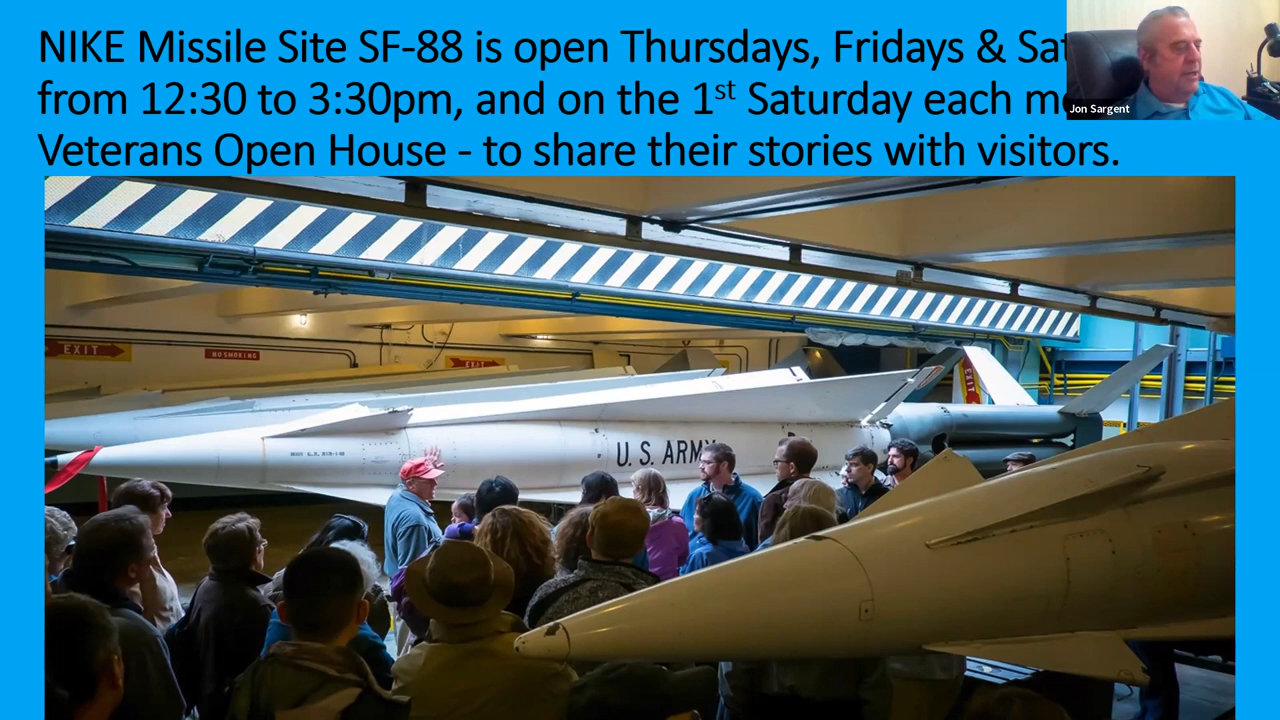 NIKE Missile Site SF-88 is open Thursdays, Fridays & Sat
from 12:30 to 3:30pm, and on the 1st Saturday each mo
Veterans Open House - to share their stories with visitors.
Jon Sargent
EXIT
NO SMOKING
EXIT
EXIT
U. S. ARMY